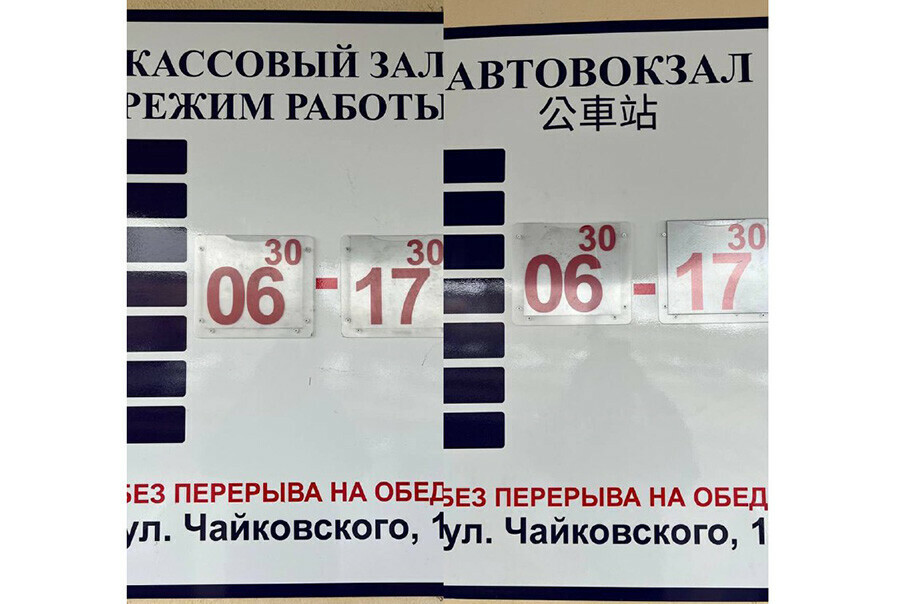 КАССОВЫЙ ЗАЛ
РЕЖИМ РАБОТЫ
06 30 - 17 30
БЕЗ ПЕРЕРЫВА НА ОБЕД
ул. Чайковского, 1
АВТОВОКЗАЛ
公車站
06 30 - 17 30
БЕЗ ПЕРЕРЫВА НА ОБЕД
ул. Чайковского, 1